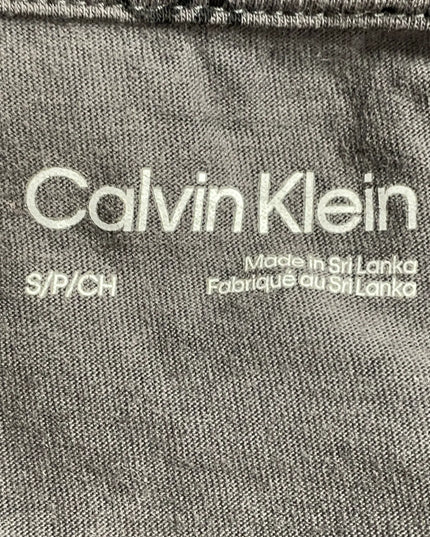 Calvin Klein
S/P/CH
Made in Sri Lanka
Fabriqué au Sri Lanka